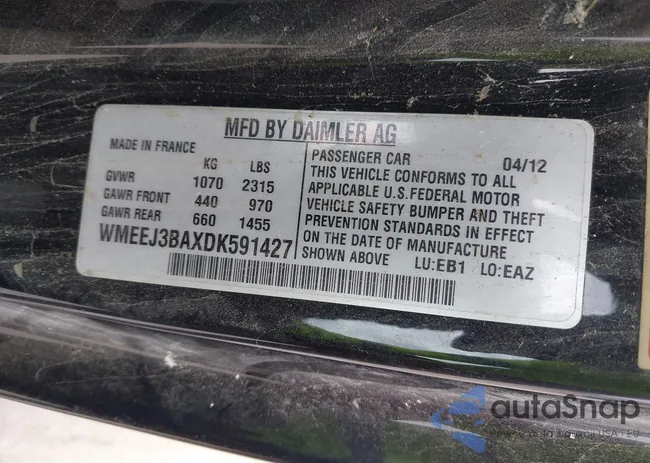 MFD BY DAIMLER AG
MADE IN FRANCE
KG LBS
GVWR 1070 2315
GAWR FRONT 440 970
GAWR REAR 660 1455
WMEEJ3BAXDK591427
PASSENGER CAR 04/12
THIS VEHICLE CONFORMS TO ALL
APPLICABLE U.S.FEDERAL MOTOR
VEHICLE SAFETY BUMPER AND THEFT
PREVENTION STANDARDS IN EFFECT
ON THE DATE OF MANUFACTURE
SHOWN ABOVE LU:EB1 LO:EAZ
autoSnap